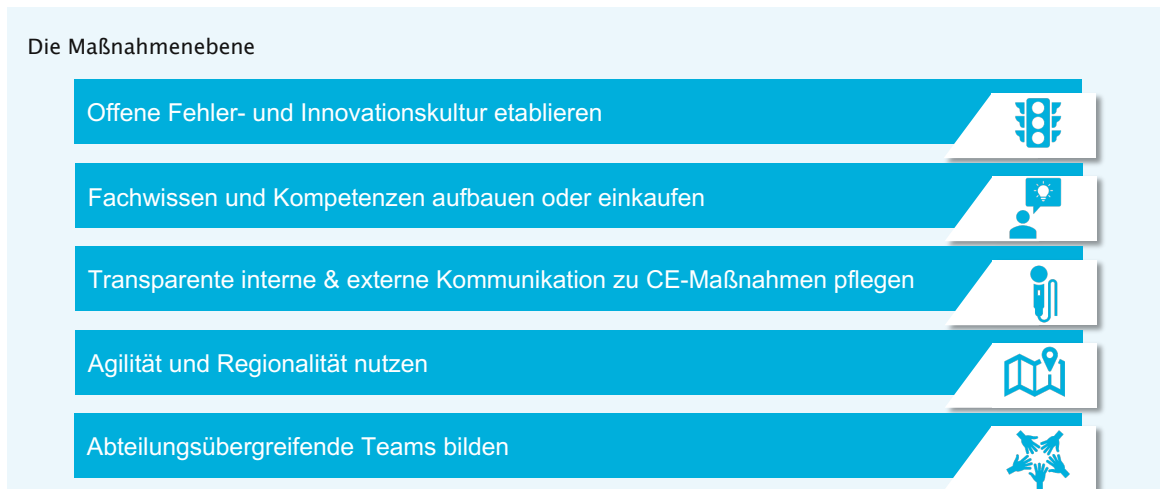 Die Maßnahmenebene
Offene Fehler- und Innovationskultur etablieren
Fachwissen und Kompetenzen aufbauen oder einkaufen
Transparente interne & externe Kommunikation zu CE-Maßnahmen pflegen
Agilität und Regionalität nutzen
Abteilungsübergreifende Teams bilden